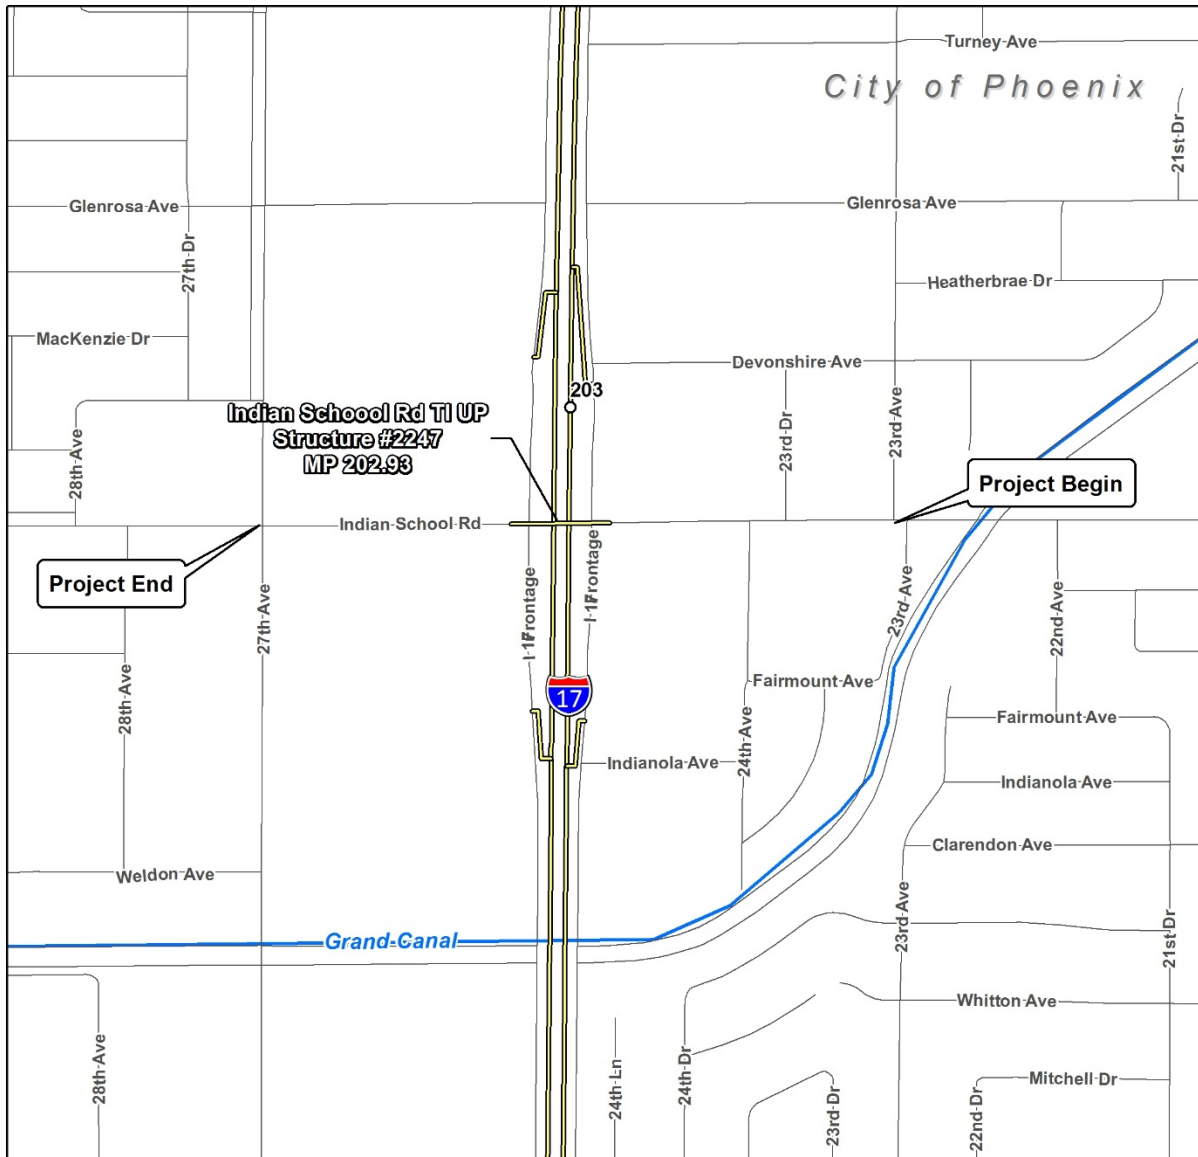 Turney Ave
City of Phoenix
21st Dr
Glenrosa Ave
Glenrosa Ave
27th Dr
Heatherbrae Dr
MacKenzie Dr
Devonshire Ave
203
Indian Schoool Rd TI UP
Structure #2247
MP 202.93
28th Ave
23rd Dr
23rd Ave
Project Begin
Indian School Rd
Project End
27th Ave
I-17 Frontage
I-17 Frontage
23rd Ave
22nd Ave
28th Ave
17
Fairmount Ave
Fairmount Ave
24th Ave
Indianola Ave
Indianola Ave
Clarendon Ave
Weldon Ave
23rd Ave
21st Dr
Grand Canal
Whitton Ave
28th Ave
24th Ln
24th Dr
23rd Dr
22nd Dr
Mitchell Dr